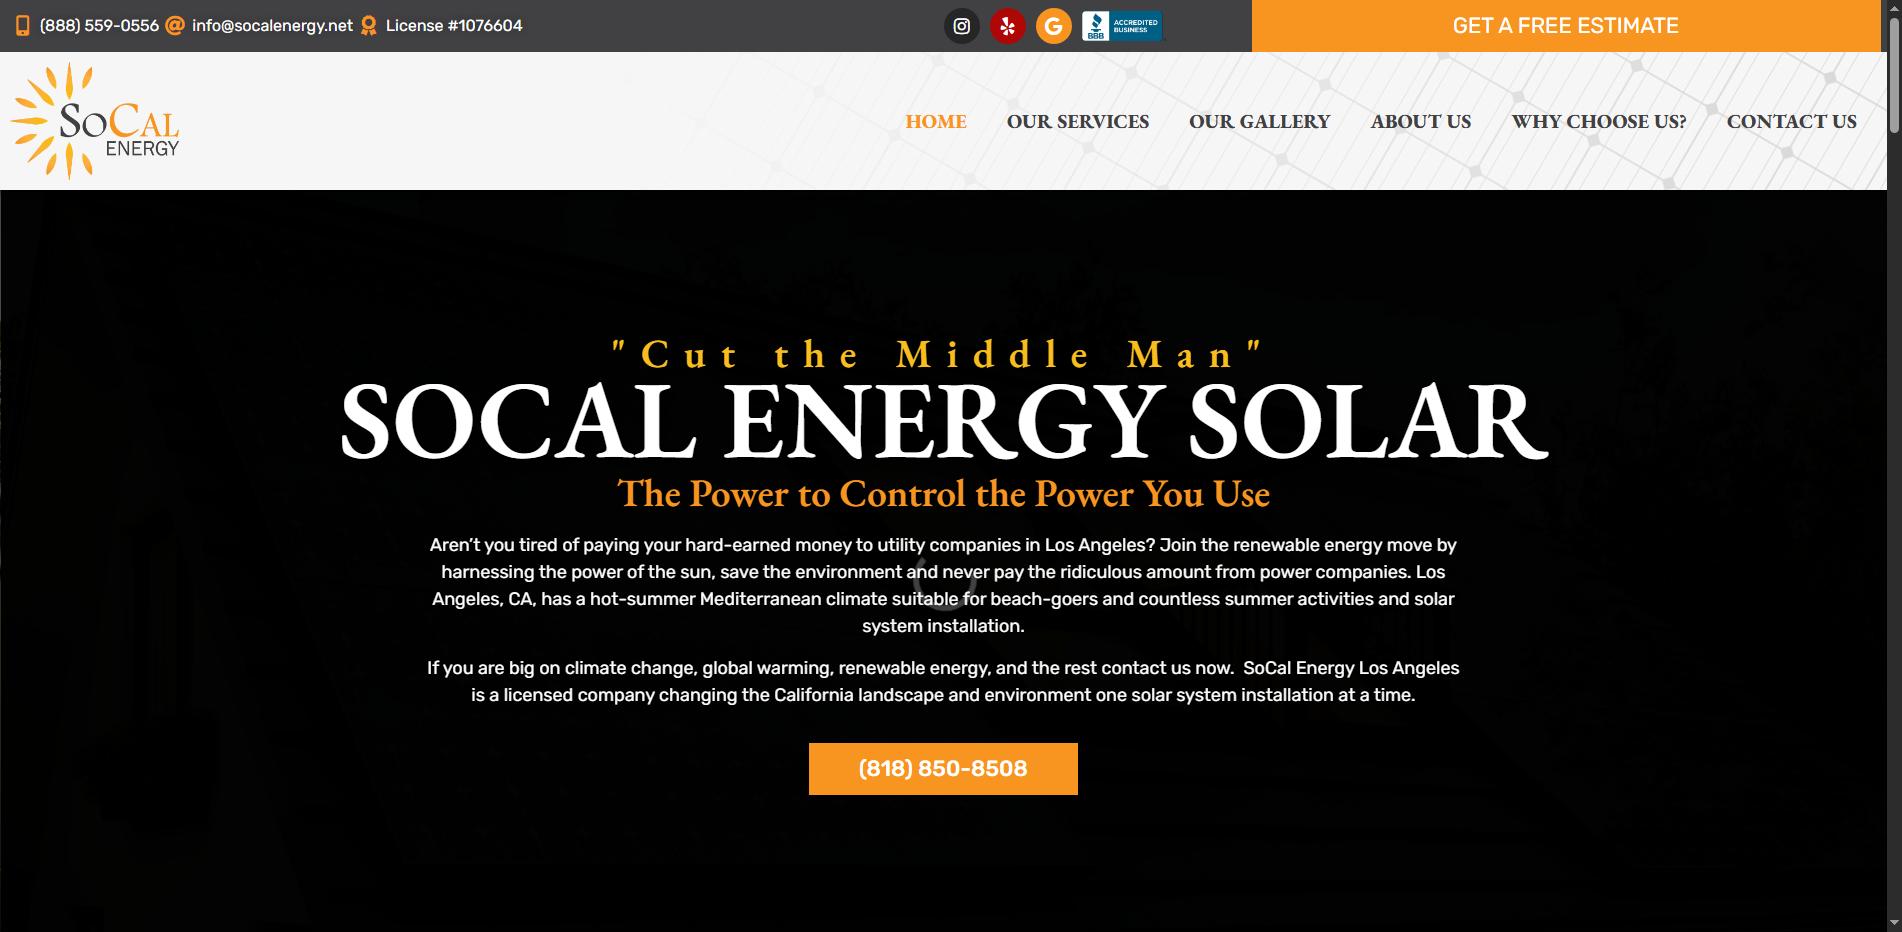 (888) 559-0556 info@socalenergy.net License #1076604
BBB ACCREDITED BUSINESS
GET A FREE ESTIMATE
SoCal
ENERGY
HOME OUR SERVICES OUR GALLERY ABOUT US WHY CHOOSE US? CONTACT US
"Cut the Middle Man"
SOCAL ENERGY SOLAR
The Power to Control the Power You Use
Aren’t you tired of paying your hard-earned money to utility companies in Los Angeles? Join the renewable energy move by
harnessing the power of the sun, save the environment and never pay the ridiculous amount from power companies. Los
Angeles, CA, has a hot-summer Mediterranean climate suitable for beach-goers and countless summer activities and solar
system installation.
If you are big on climate change, global warming, renewable energy, and the rest contact us now.  SoCal Energy Los Angeles
is a licensed company changing the California landscape and environment one solar system installation at a time.
(818) 850-8508